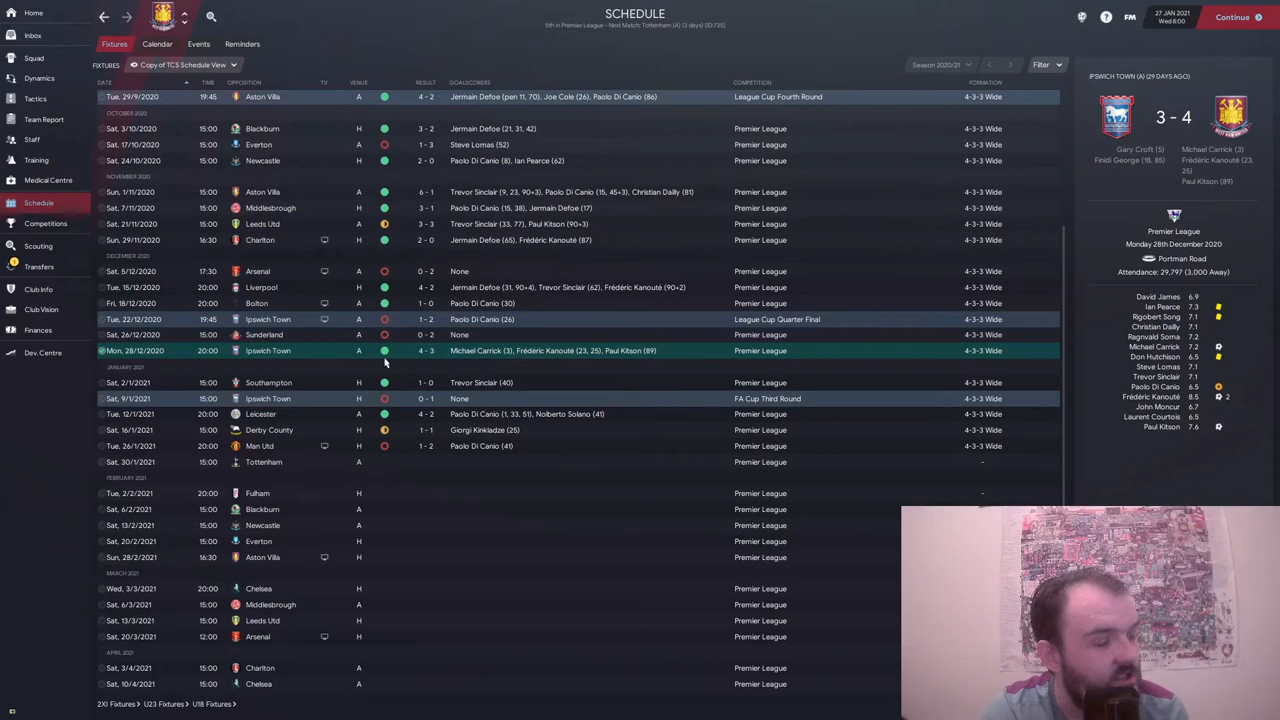 Home
Inbox
Squad
Dynamics
Tactics
Team Report
Staff
Training
Medical Centre
Schedule
Competitions
Scouting
Transfers
Club Info
Club Vision
Finances
Dev. Centre
SCHEDULE
5th in Premier League - Next Match: Tottenham (A) (3 days) (ID:735)
FM
27 JAN 2021
Wed 8:00
Continue
Fixtures Calendar Events Reminders
FIXTURES Copy of TCS Schedule View Season 2020/21 Filter
DATE TIME OPPOSITION TV VENUE RESULT GOALSCORERS COMPETITION FORMATION
Tue, 29/9/2020 19:45 Aston Villa A 4 - 2 Jermain Defoe (pen 11, 70), Joe Cole (26), Paolo Di Canio (86) League Cup Fourth Round 4-3-3 Wide
OCTOBER 2020
Sat, 3/10/2020 15:00 Blackburn H 3 - 2 Jermain Defoe (21, 31, 42) Premier League 4-3-3 Wide
Sat, 17/10/2020 15:00 Everton A 1 - 3 Steve Lomas (52) Premier League 4-3-3 Wide
Sat, 24/10/2020 15:00 Newcastle H 2 - 0 Paolo Di Canio (8), Ian Pearce (62) Premier League 4-3-3 Wide
NOVEMBER 2020
Sun, 1/11/2020 15:00 Aston Villa A 6 - 1 Trevor Sinclair (9, 23, 90+3), Paolo Di Canio (15, 45+3), Christian Dailly (81) Premier League 4-3-3 Wide
Sat, 7/11/2020 15:00 Middlesbrough H 3 - 1 Paolo Di Canio (15, 38), Jermain Defoe (17) Premier League 4-3-3 Wide
Sat, 21/11/2020 15:00 Leeds Utd A 3 - 3 Trevor Sinclair (33, 77), Paul Kitson (90+3) Premier League 4-3-3 Wide
Sun, 29/11/2020 16:30 Charlton H 2 - 0 Jermain Defoe (65), Frédéric Kanouté (87) Premier League 4-3-3 Wide
DECEMBER 2020
Sat, 5/12/2020 17:30 Arsenal A 0 - 2 None Premier League 4-3-3 Wide
Tue, 15/12/2020 20:00 Liverpool H 4 - 2 Jermain Defoe (31, 90+4), Trevor Sinclair (62), Frédéric Kanouté (90+2) Premier League 4-3-3 Wide
Fri, 18/12/2020 20:00 Bolton A 1 - 0 Paolo Di Canio (30) Premier League 4-3-3 Wide
Tue, 22/12/2020 19:45 Ipswich Town A 1 - 2 Paolo Di Canio (26) League Cup Quarter Final 4-3-3 Wide
Sat, 26/12/2020 15:00 Sunderland A 0 - 2 None Premier League 4-3-3 Wide
Mon, 28/12/2020 20:00 Ipswich Town A 4 - 3 Michael Carrick (3), Frédéric Kanouté (23, 25), Paul Kitson (89) Premier League 4-3-3 Wide
JANUARY 2021
Sat, 2/1/2021 15:00 Southampton H 1 - 0 Trevor Sinclair (40) Premier League 4-3-3 Wide
Sat, 9/1/2021 15:00 Ipswich Town H 0 - 1 None FA Cup Third Round 4-3-3 Wide
Tue, 12/1/2021 20:00 Leicester A 4 - 2 Paolo Di Canio (1, 33, 51), Nolberto Solano (41) Premier League 4-3-3 Wide
Sat, 16/1/2021 15:00 Derby County H 1 - 1 Giorgi Kinkladze (25) Premier League 4-3-3 Wide
Tue, 26/1/2021 20:00 Man Utd H 1 - 2 Paolo Di Canio (41) Premier League 4-3-3 Wide
Sat, 30/1/2021 15:00 Tottenham A Premier League -
FEBRUARY 2021
Tue, 2/2/2021 20:00 Fulham H Premier League -
Sat, 6/2/2021 15:00 Blackburn A Premier League
Sat, 13/2/2021 15:00 Newcastle A Premier League
Sat, 20/2/2021 15:00 Everton H Premier League
Sun, 28/2/2021 16:30 Aston Villa H Premier League
MARCH 2021
Wed, 3/3/2021 20:00 Chelsea H Premier League
Sat, 6/3/2021 15:00 Middlesbrough A Premier League
Sat, 13/3/2021 15:00 Leeds Utd H Premier League
Sat, 20/3/2021 12:00 Arsenal H Premier League
APRIL 2021
Sat, 3/4/2021 15:00 Charlton A Premier League
Sat, 10/4/2021 15:00 Chelsea A Premier League
2XI Fixtures > U23 Fixtures > U18 Fixtures >
IPSWICH TOWN (A) (29 DAYS AGO)
3 - 4
Gary Croft (5)
Finidi George (18, 85)
Michael Carrick (3)
Frédéric Kanouté (23,
25)
Paul Kitson (89)
Premier League
Monday 28th December 2020
Portman Road
Attendance: 29,797 (3,000 Away)
David James 6.9
Ian Pearce 7.3
Rigobert Song 7.1
Christian Dailly 7.1
Ragnvald Soma 7.2
Michael Carrick 7.2
Don Hutchison 6.5
Steve Lomas 7.1
Trevor Sinclair 7.1
Paolo Di Canio 6.5
Frédéric Kanouté 8.5 2
John Moncur 6.7
Laurent Courtois 6.5
Paul Kitson 7.6